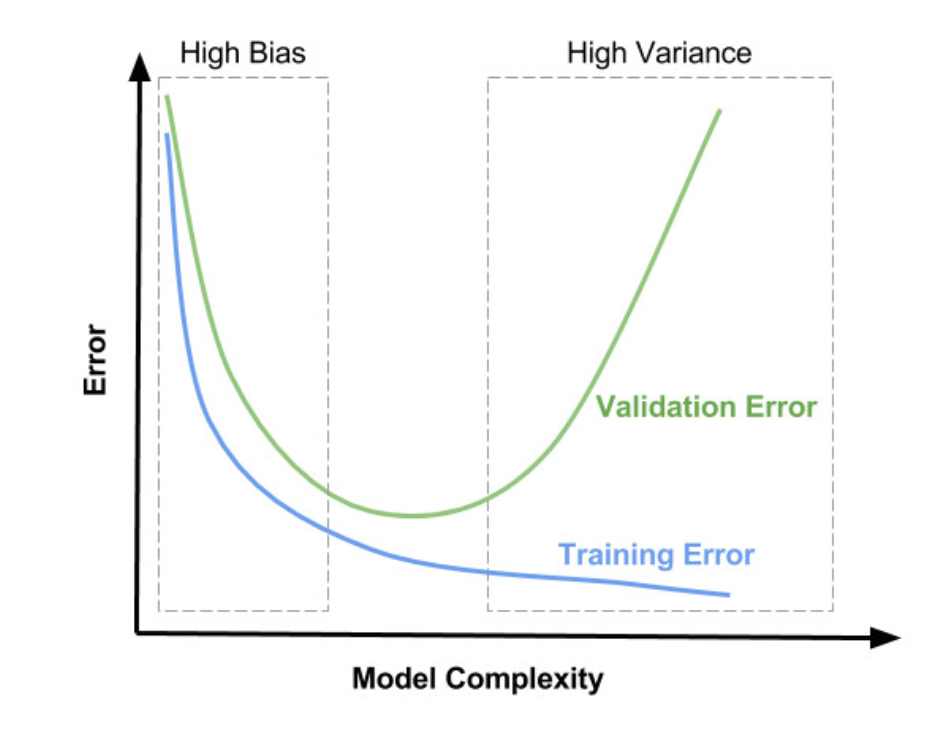 High Bias
High Variance
Error
Validation Error
Training Error
Model Complexity